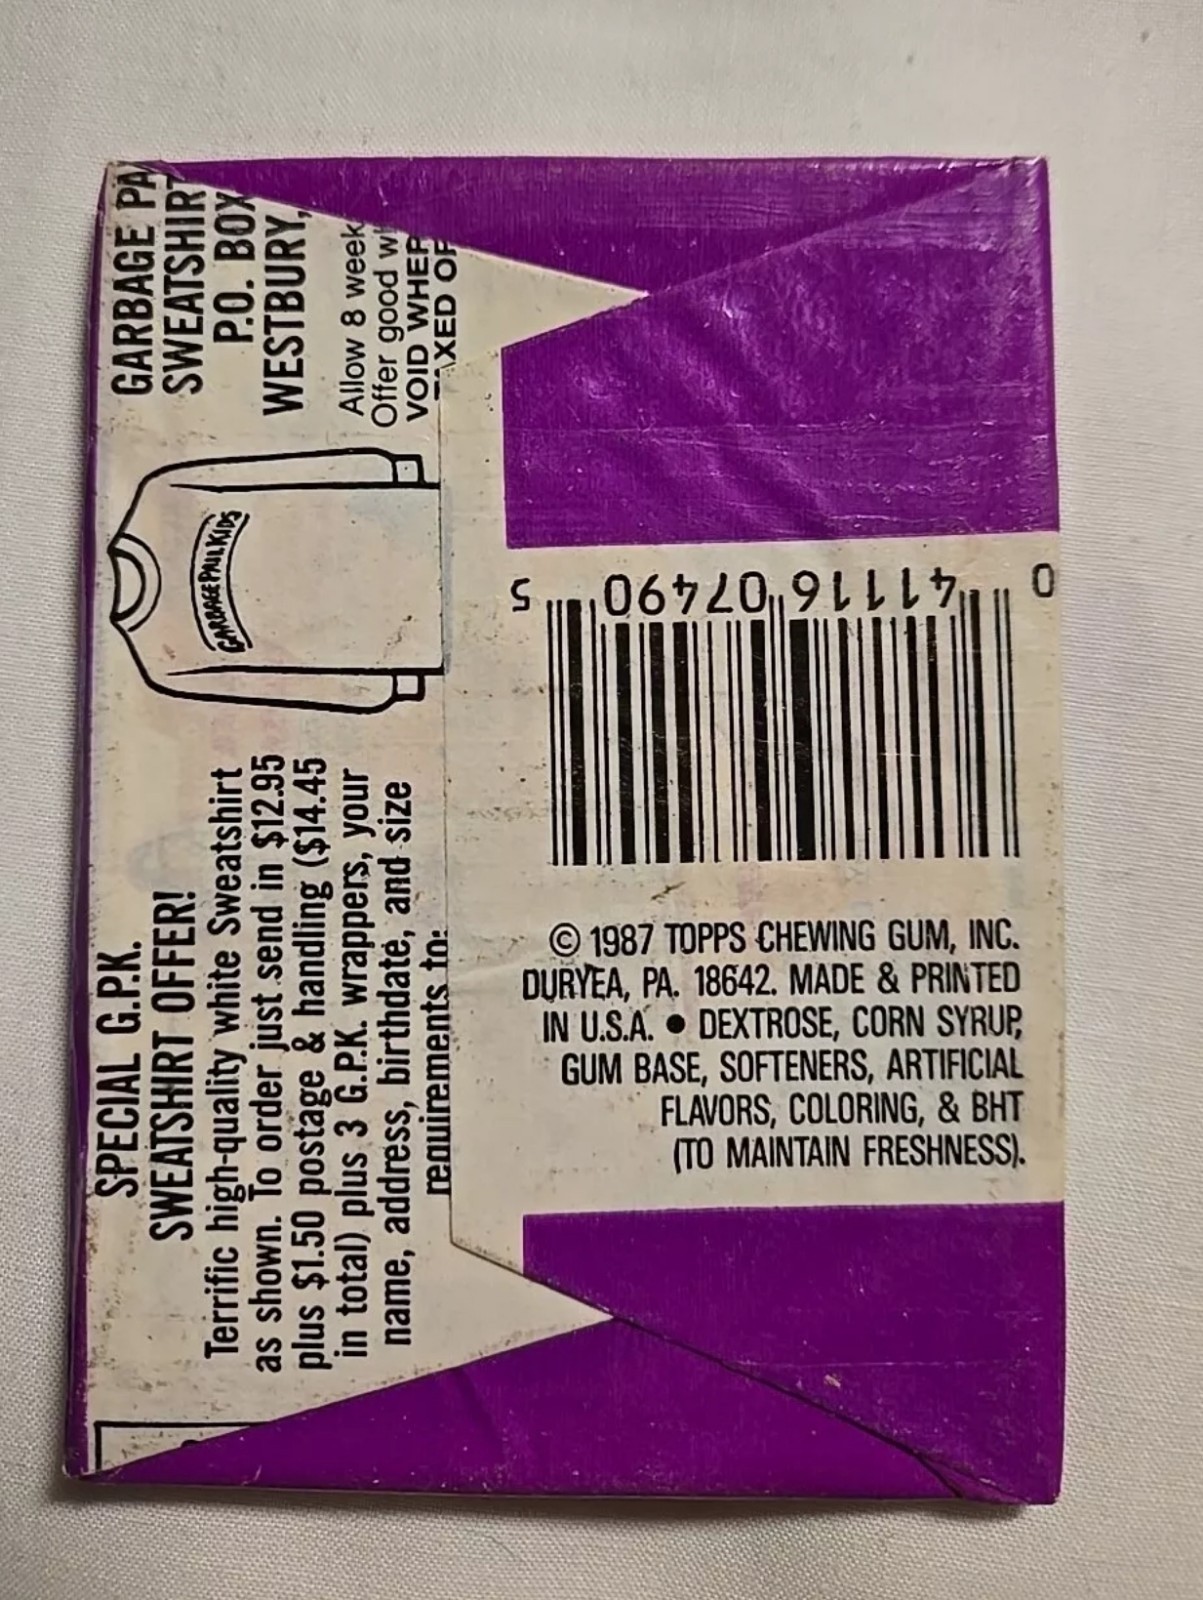 SPECIAL G.P.K.
SWEATSHIRT OFFER!
Terrific high-quality white Sweatshirt
as shown. To order just send in $12.95
plus $1.50 postage & handling ($14.45
in total) plus 3 G.P.K. wrappers, your
name, address, birthdate, and size
requirements to:
GARBAGE PAIL KIDS
GARBAGE PA
SWEATSHIRT
P.O. BOX
WESTBURY,
Allow 8 week
Offer good w
VOID WHER
AXED OR
0 41116 07490 5
© 1987 TOPPS CHEWING GUM, INC.
DURYEA, PA. 18642. MADE & PRINTED
IN U.S.A. • DEXTROSE, CORN SYRUP,
GUM BASE, SOFTENERS, ARTIFICIAL
FLAVORS, COLORING, & BHT
(TO MAINTAIN FRESHNESS).